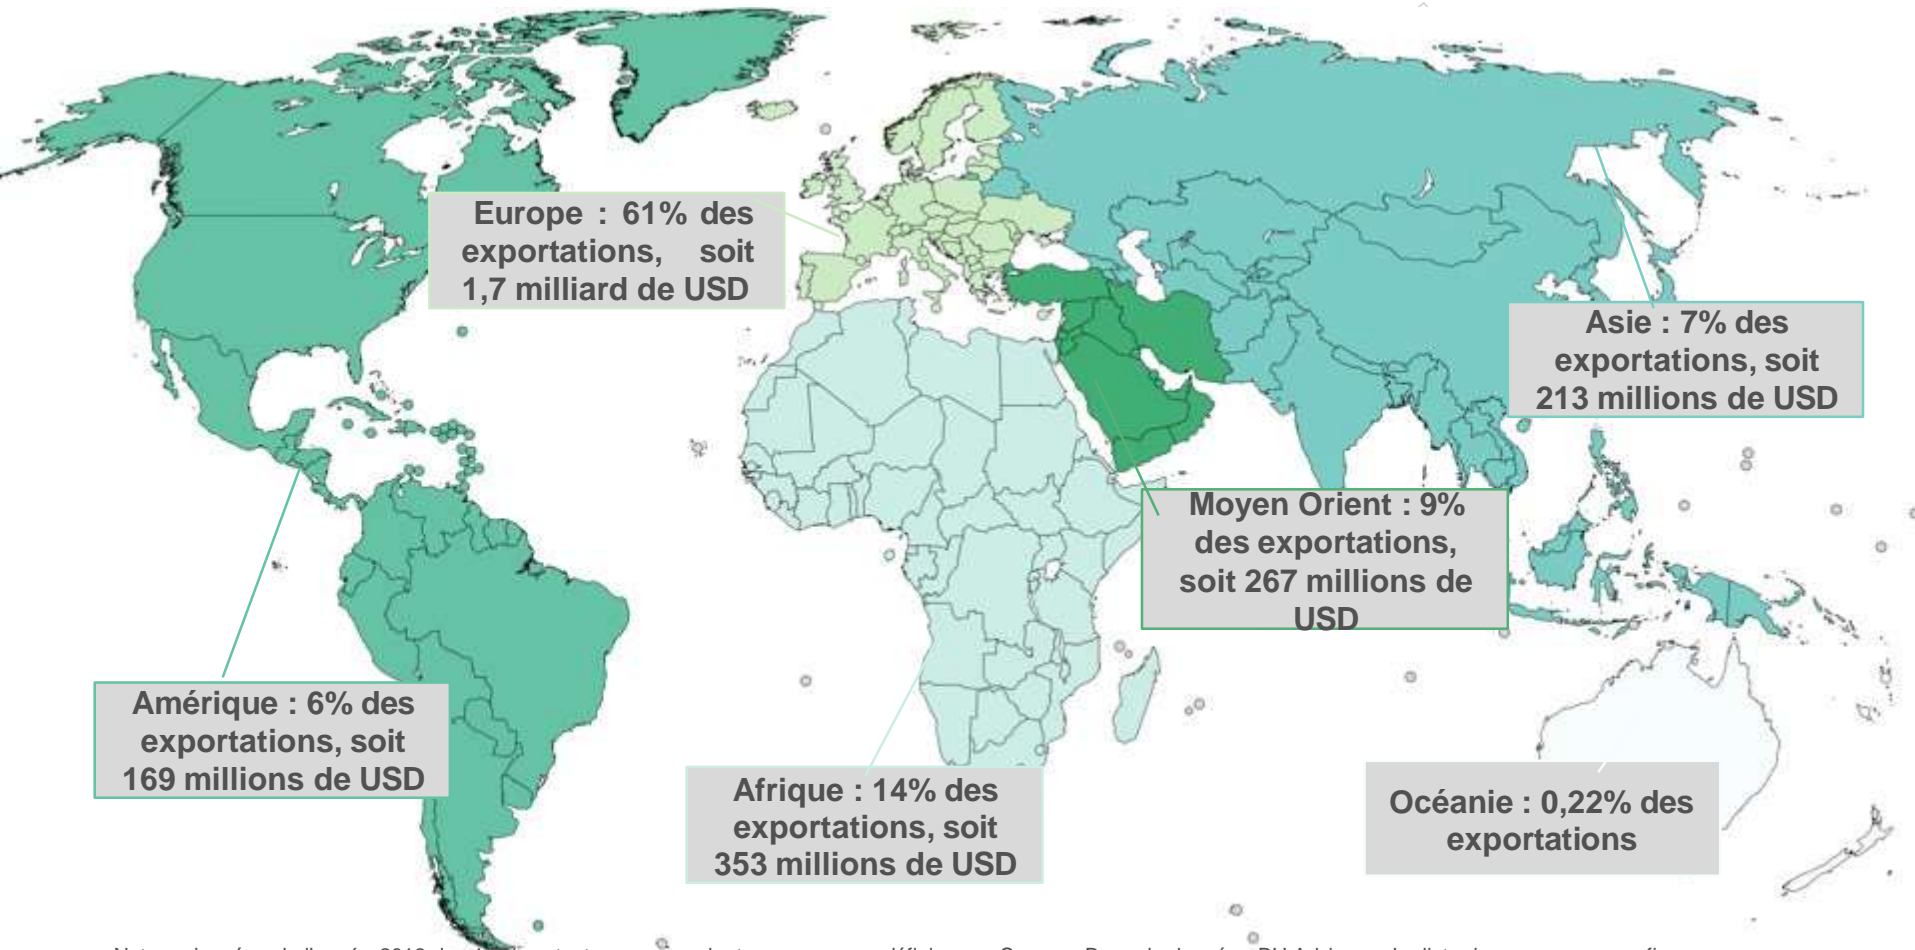 Europe : 61% des
exportations, soit
1,7 milliard de USD
Asie : 7% des
exportations, soit
213 millions de USD
Moyen Orient : 9%
des exportations,
soit 267 millions de
USD
Amérique : 6% des
exportations, soit
169 millions de USD
Afrique : 14% des
exportations, soit
353 millions de USD
Océanie : 0,22% des
exportations